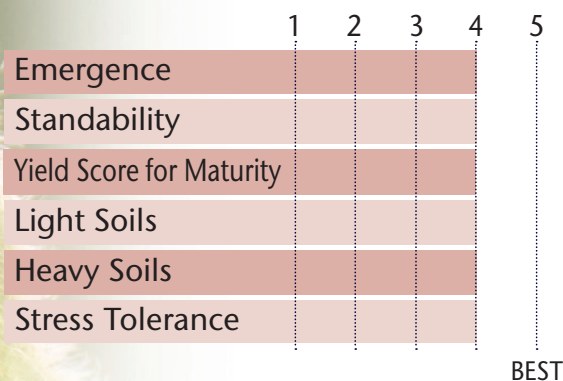 1 2 3 4 5
Emergence
Standability
Yield Score for Maturity
Light Soils
Heavy Soils
Stress Tolerance
BEST